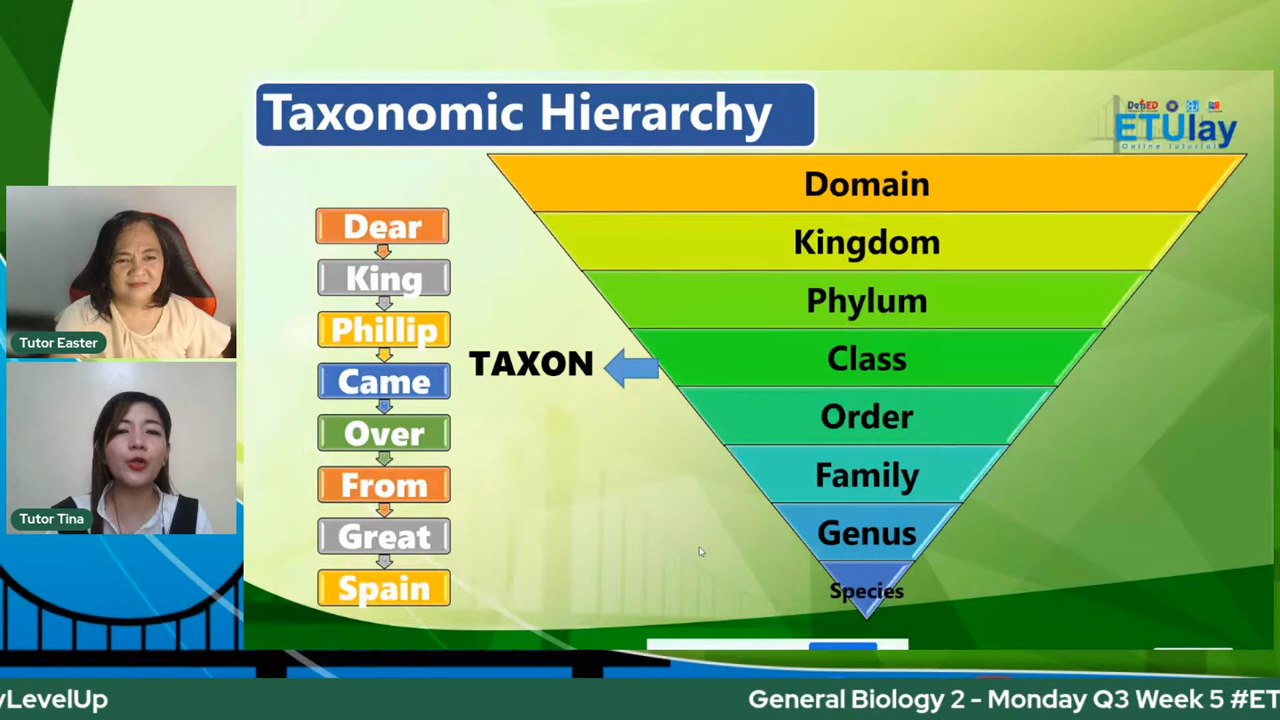 Taxonomic Hierarchy
DepED
ETUlay
Online Tutorial
Dear
King
Phillip
Came
Over
From
Great
Spain
TAXON
Domain
Kingdom
Phylum
Class
Order
Family
Genus
Species
Tutor Easter
Tutor Tina
yLevelUp
General Biology 2 - Monday Q3 Week 5 #ET